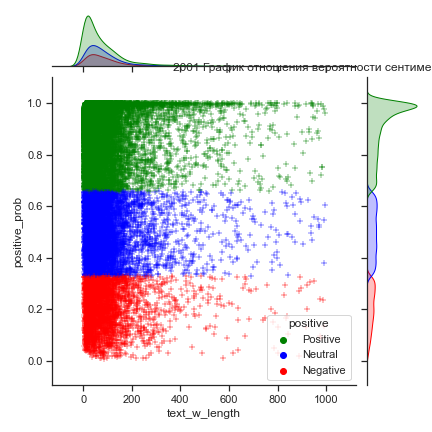 2001 График отношения вероятности сентиме
1.0
0.8
0.6
0.4
0.2
0.0
positive_prob
positive
Positive
Neutral
Negative
0 200 400 600 800 1000
text_w_length